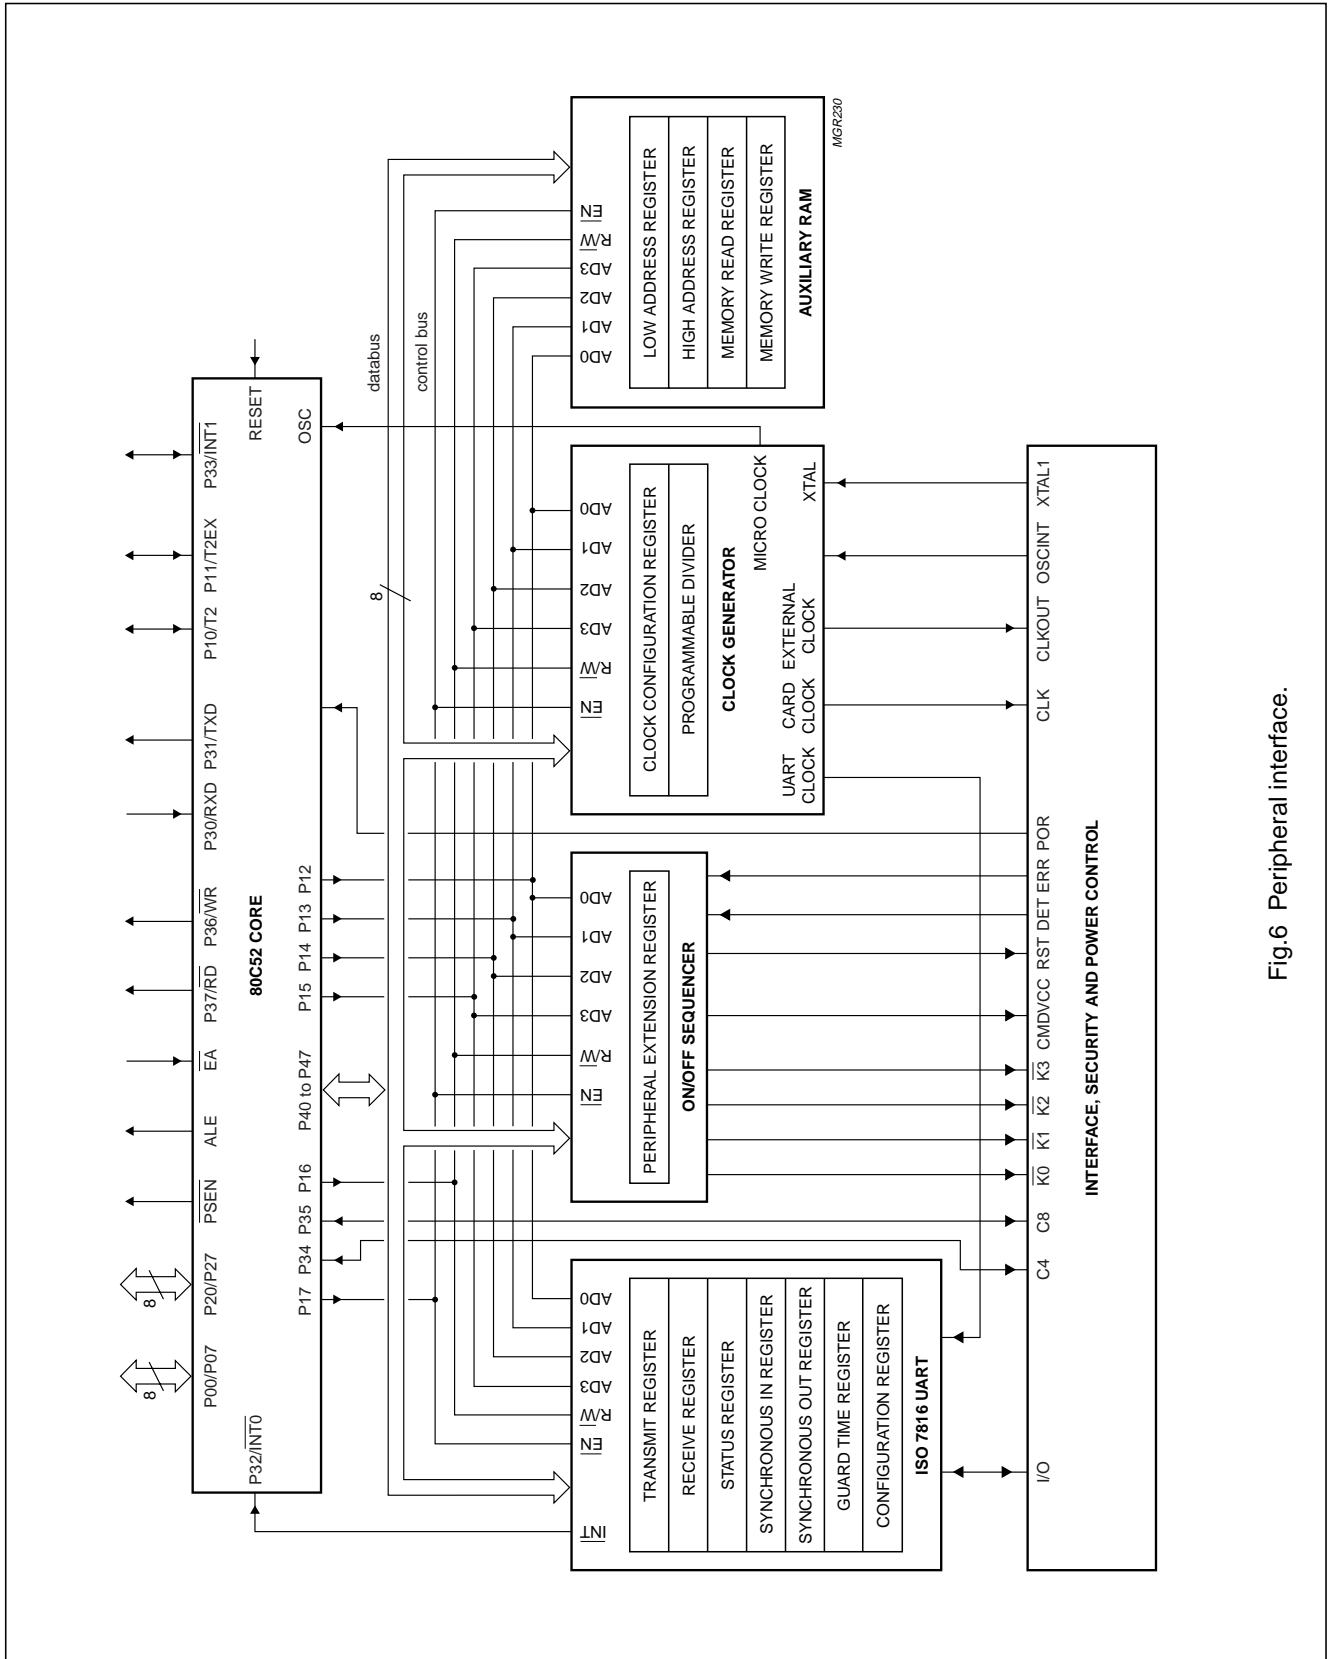 P00/P07
P20/P27
PSEN
ALE
EA
P37/RD
P36/WR
P30/RXD
P31/TXD
P10/T2
P11/T2EX
P33/INT1
8
8
P32/INT0
80C52 CORE
RESET
P17
P34
P35
P16
P40 to P47
P15
P14
P13
P12
OSC
databus
8
control bus
INT
EN
R/W
AD3
AD2
AD1
AD0
EN
R/W
AD3
AD2
AD1
AD0
EN
R/W
AD3
AD2
AD1
AD0
AD0
AD1
AD2
AD3
R/W
EN
TRANSMIT REGISTER
RECEIVE REGISTER
STATUS REGISTER
SYNCHRONOUS IN REGISTER
SYNCHRONOUS OUT REGISTER
GUARD TIME REGISTER
CONFIGURATION REGISTER
ISO 7816 UART
PERIPHERAL EXTENSION REGISTER
ON/OFF SEQUENCER
CLOCK CONFIGURATION REGISTER
PROGRAMMABLE DIVIDER
CLOCK GENERATOR
MICRO CLOCK
UART
CLOCK
CARD
CLOCK
EXTERNAL
CLOCK
XTAL
LOW ADDRESS REGISTER
HIGH ADDRESS REGISTER
MEMORY READ REGISTER
MEMORY WRITE REGISTER
AUXILIARY RAM
MGR230
I/O
C4
C8
K0
K1
K2
K3
CMDVCC
RST
DET
ERR
POR
CLK
CLKOUT
OSCINT
XTAL1
INTERFACE, SECURITY AND POWER CONTROL
Fig.6 Peripheral interface.